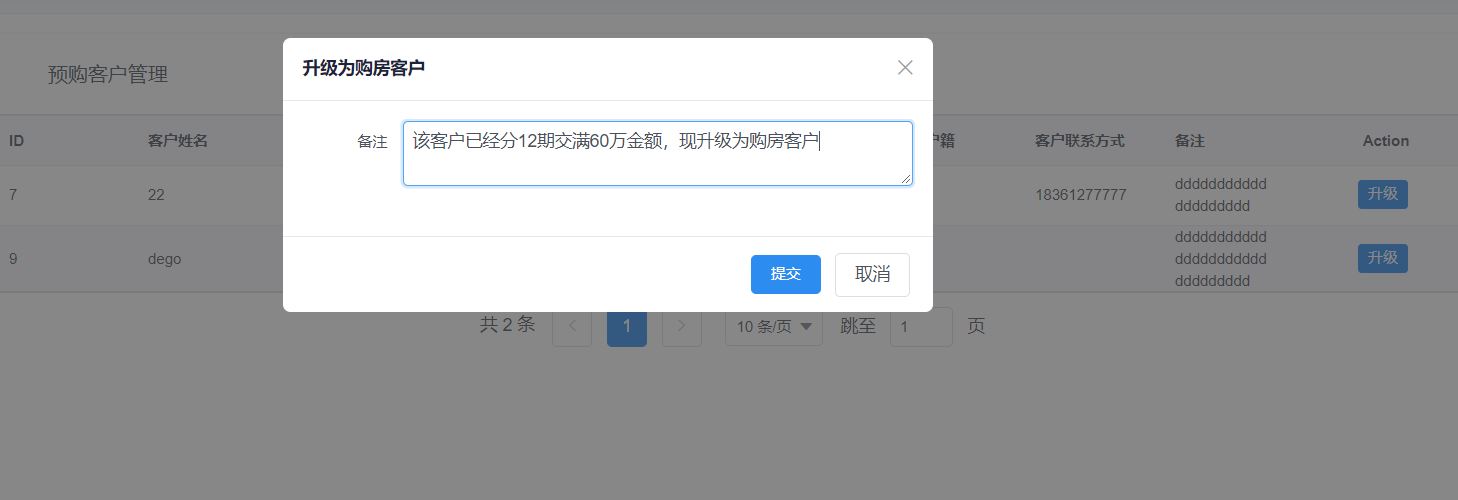 升级为购房客户
预购客户管理
ID 客户姓名 户籍 客户联系方式 备注 Action
备注 该客户已经分12期交满60万金额，现升级为购房客户
7 22 18361277777 ddddddddddd 升级
ddddddddd
9 dego ddddddddddd 升级
ddddddddddd
ddddddddd
提交 取消
共 2 条 1 10 条/页 跳至 1 页